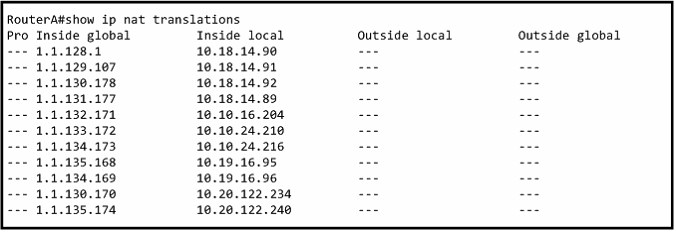 RouterA#show ip nat translations
Pro Inside global Inside local Outside local Outside global
--- 1.1.128.1 10.18.14.90 --- ---
--- 1.1.129.107 10.18.14.91 --- ---
--- 1.1.130.178 10.18.14.92 --- ---
--- 1.1.131.177 10.18.14.89 --- ---
--- 1.1.132.171 10.10.16.204 --- ---
--- 1.1.133.172 10.10.24.210 --- ---
--- 1.1.134.173 10.10.24.216 --- ---
--- 1.1.135.168 10.19.16.95 --- ---
--- 1.1.134.169 10.19.16.96 --- ---
--- 1.1.130.170 10.20.122.234 --- ---
--- 1.1.135.174 10.20.122.240 --- ---